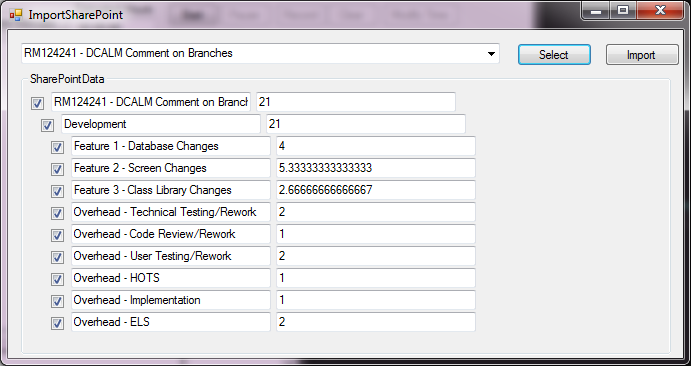 ImportSharePoint
RM124241 - DCALM Comment on Branches
Select
Import
SharePointData
RM124241 - DCALM Comment on Branch 21
Development 21
Feature 1 - Database Changes 4
Feature 2 - Screen Changes 5.33333333333333
Feature 3 - Class Library Changes 2.66666666666667
Overhead - Technical Testing/Rework 2
Overhead - Code Review/Rework 1
Overhead - User Testing/Rework 2
Overhead - HOTS 1
Overhead - Implementation 1
Overhead - ELS 2